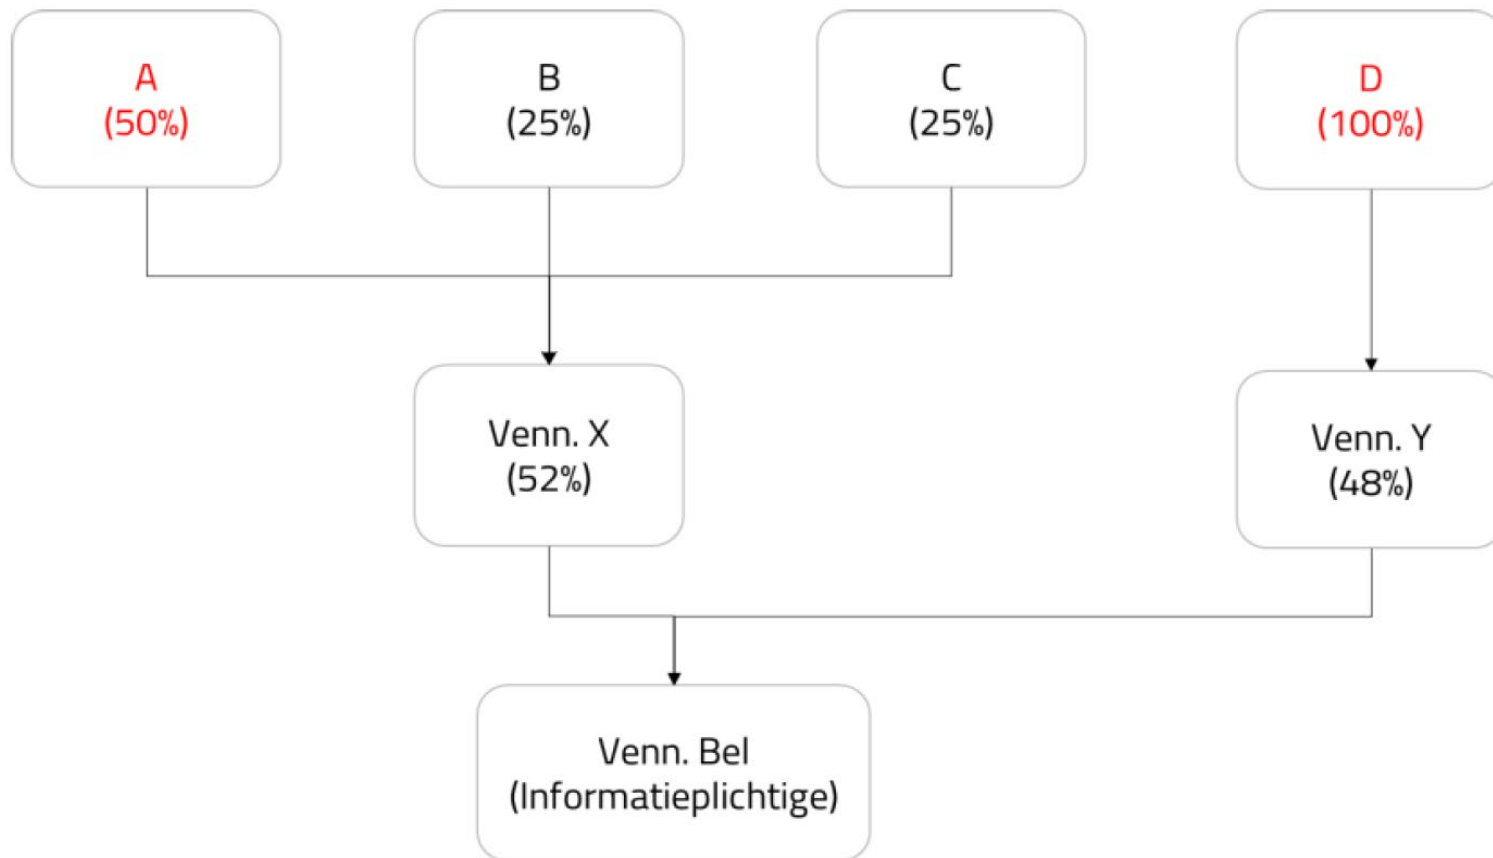 A
(50%)
B
(25%)
C
(25%)
D
(100%)
Venn. X
(52%)
Venn. Y
(48%)
Venn. Bel
(Informatieplichtige)